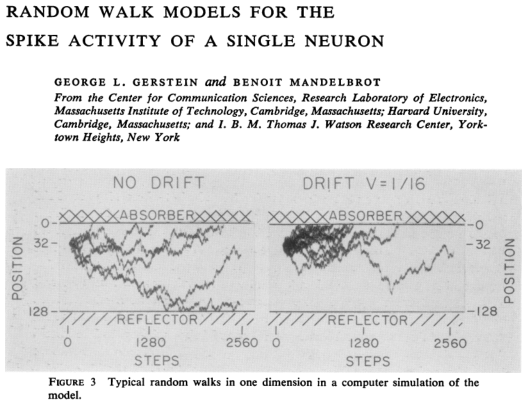 RANDOM WALK MODELS FOR THE
SPIKE ACTIVITY OF A SINGLE NEURON
GEORGE L. GERSTEIN and BENOIT MANDELBROT
From the Center for Communication Sciences, Research Laboratory of Electronics,
Massachusetts Institute of Technology, Cambridge, Massachusetts; Harvard University,
Cambridge, Massachusetts; and I. B. M. Thomas J. Watson Research Center, York-
town Heights, New York
NO DRIFT
DRIFT V=1/16
0
ABSORBER
ABSORBER
0
32
32
POSITION
POSITION
128
128
REFLECTOR
REFLECTOR
0 1280 2560
0 1280 2560
STEPS
STEPS
FIGURE 3 Typical random walks in one dimension in a computer simulation of the
model.